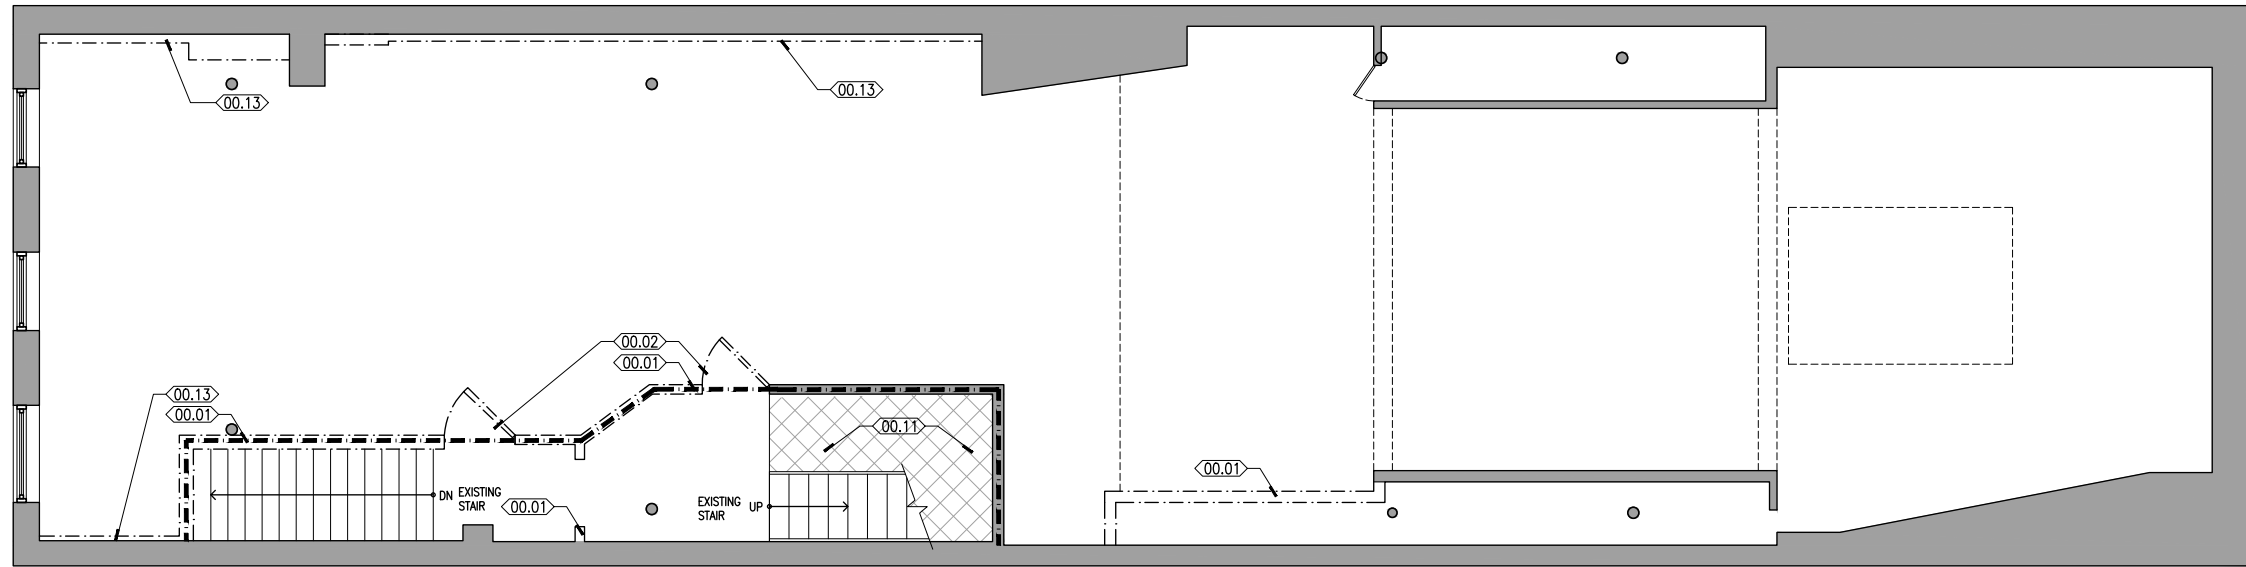 00.13
00.13
00.02
00.01
00.13
00.01
00.11
00.01
DN EXISTING
STAIR
EXISTING UP
STAIR
00.01